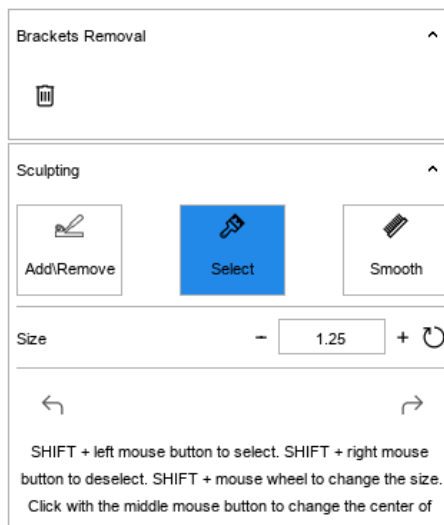 Brackets Removal
Sculpting
Add\Remove
Select
Smooth
Size
1.25
SHIFT + left mouse button to select. SHIFT + right mouse
button to deselect. SHIFT + mouse wheel to change the size.
Click with the middle mouse button to change the center of